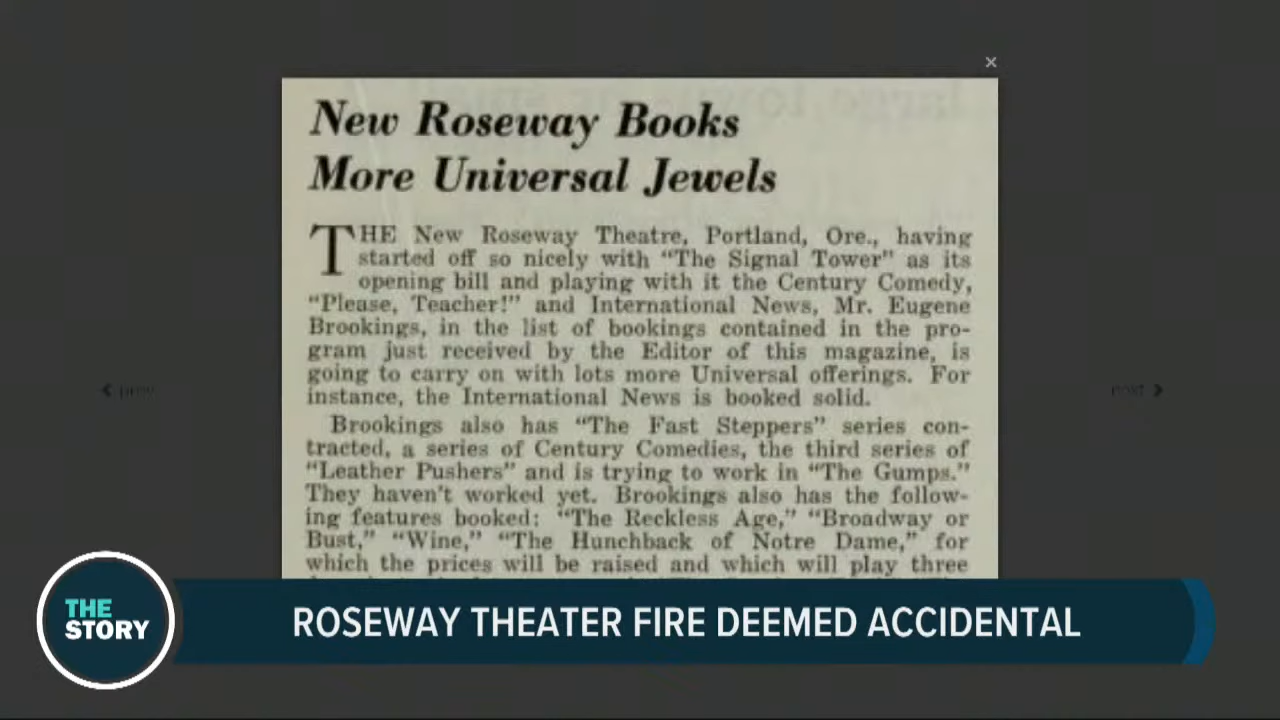 ×
New Roseway Books
More Universal Jewels
THE New Roseway Theatre, Portland, Ore., having
started off so nicely with "The Signal Tower" as its
opening bill and playing with it the Century Comedy,
"Please, Teacher!" and International News, Mr. Eugene
Brookings, in the list of bookings contained in the pro-
gram just received by the Editor of this magazine, is
going to carry on with lots more Universal offerings. For
instance, the International News is booked solid.
Brookings also has "The Fast Steppers" series con-
tracted, a series of Century Comedies, the third series of
"Leather Pushers" and is trying to work in "The Gumps."
They haven't worked yet. Brookings also has the follow-
ing features booked: "The Reckless Age," "Broadway or
Bust," "Wine," "The Hunchback of Notre Dame," for
which the prices will be raised and which will play three
prev
next
THE
STORY
ROSEWAY THEATER FIRE DEEMED ACCIDENTAL